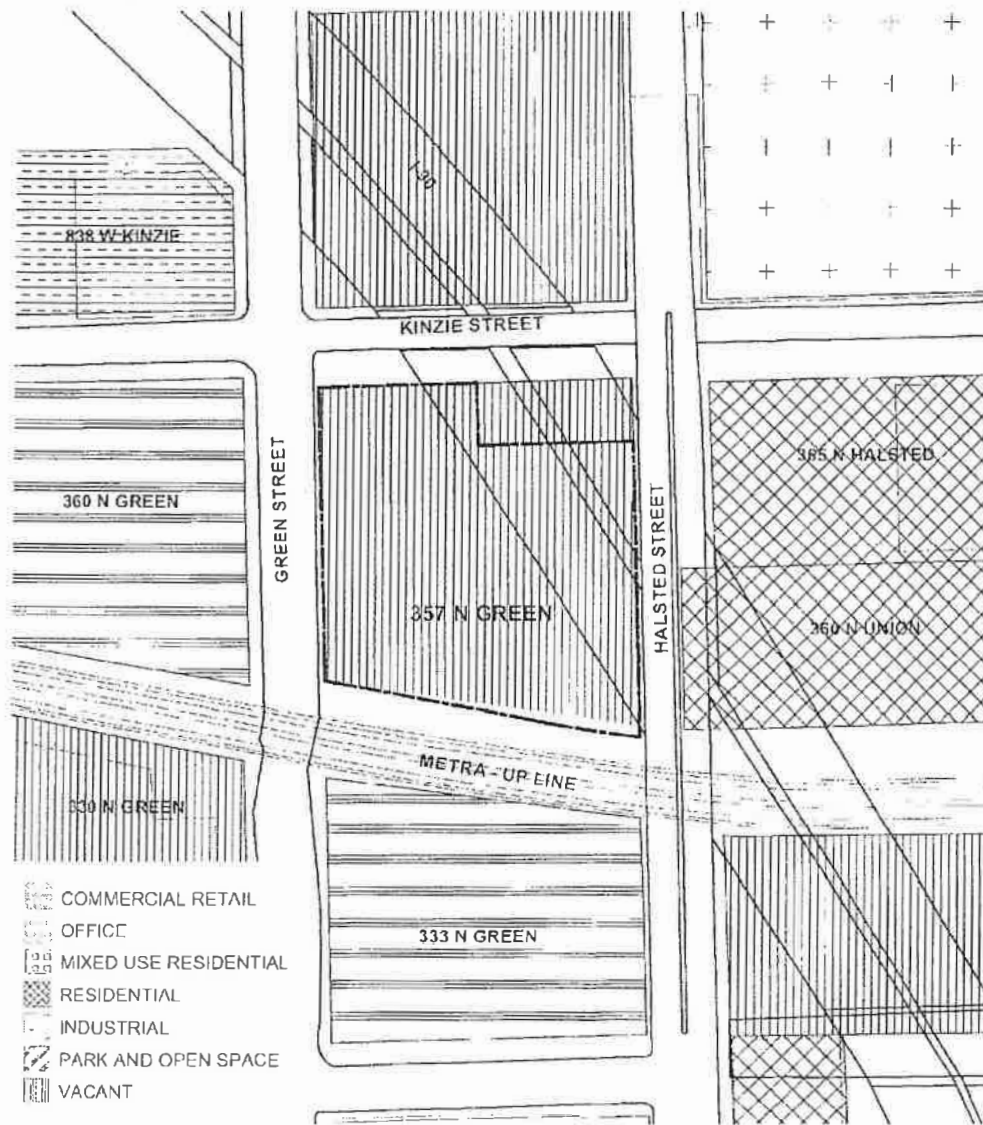 I-90
838 W KINZIE
KINZIE STREET
360 N GREEN
GREEN STREET
357 N GREEN
HALSTED STREET
365 N HALSTED
360 N UNION
METRA - UP LINE
330 N GREEN
333 N GREEN
COMMERCIAL RETAIL
OFFICE
MIXED USE RESIDENTIAL
RESIDENTIAL
INDUSTRIAL
PARK AND OPEN SPACE
VACANT